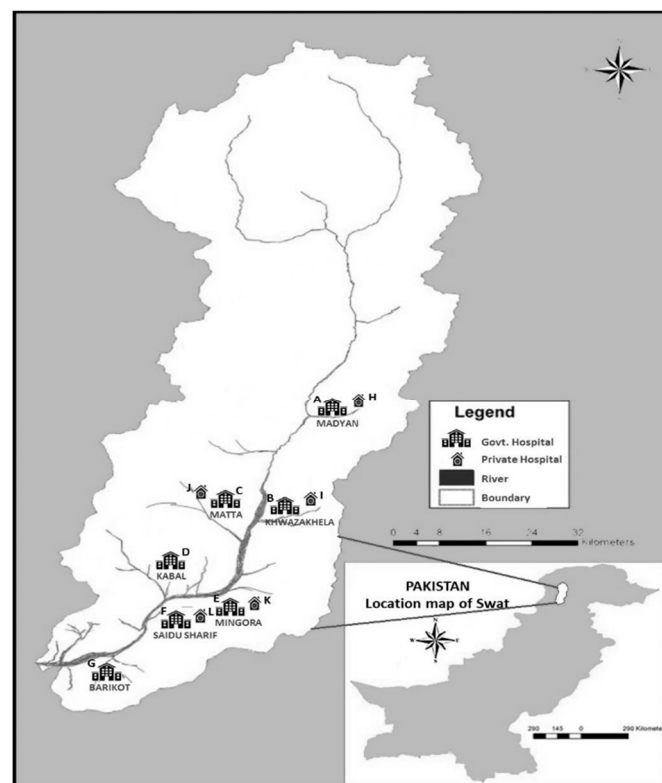 A
H
MADYAN
Legend
Govt. Hospital
Private Hospital
River
Boundary
J
C
MATTA
B
I
KHWAZAKHELA
0 4 8 16 24 32
Kilometers
D
KABAL
E
K
MINGORA
F
L
SAIDU SHARIF
G
BARIKOT
PAKISTAN
Location map of Swat
N
W
E
S
290 145 0 290 Kilomete